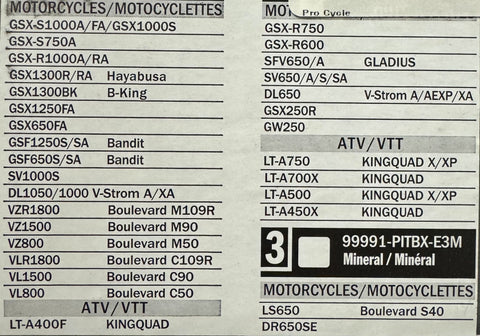 MOTORCYCLES/MOTOCYCLETTES
GSX-S1000A/FA/GSX1000S
GSX-S750A
GSX-R1000A/RA
GSX1300R/RA Hayabusa
GSX1300BK B-King
GSX1250FA
GSX650FA
GSF1250S/SA Bandit
GSF650S/SA Bandit
SV1000S
DL1050/1000 V-Strom A/XA
VZR1800 Boulevard M109R
VZ1500 Boulevard M90
VZ800 Boulevard M50
VLR1800 Boulevard C109R
VL1500 Boulevard C90
VL800 Boulevard C50
ATV/VTT
LT-A400F KINGQUAD
Pro Cycle
GSX-R750
GSX-R600
SFV650/A GLADIUS
SV650/A/S/SA
DL650 V-Strom A/AEXP/XA
GSX250R
GW250
ATV/VTT
LT-A750 KINGQUAD X/XP
LT-A700X KINGQUAD
LT-A500 KINGQUAD X/XP
LT-A450X KINGQUAD
3 99991-PITBX-E3M
Mineral / Minéral
MOTORCYCLES/MOTOCYCLETTES
LS650 Boulevard S40
DR650SE